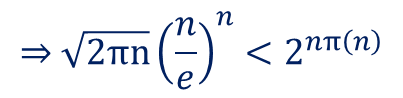 ⇒ √(2πn) (n/e)^n < 2^{nπ(n)}